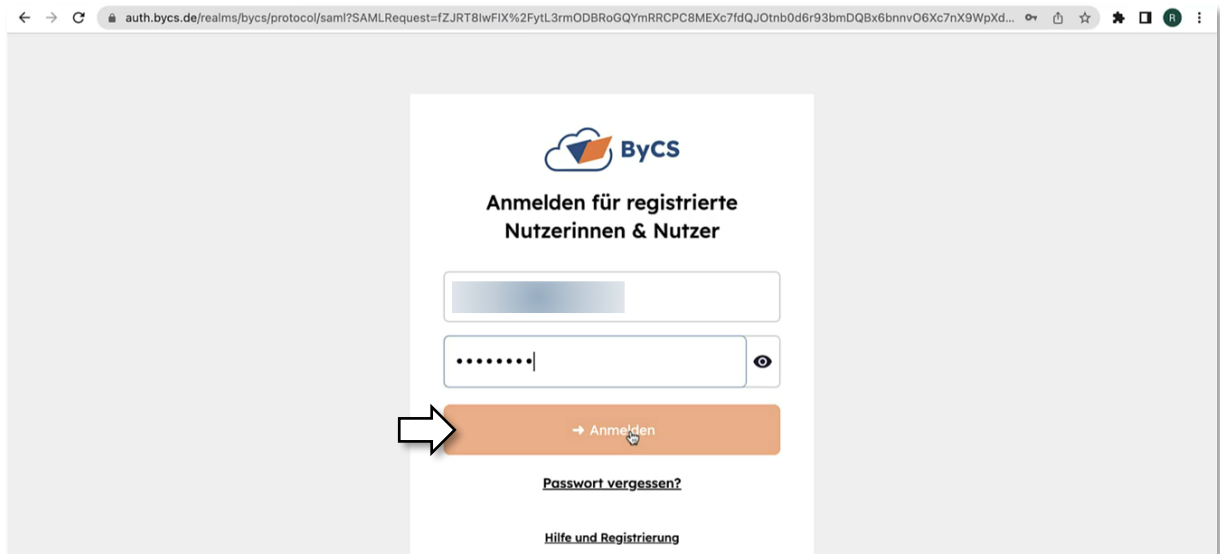 auth.bycs.de/realms/bycs/protocol/saml?SAMLRequest=fZJRT8IwFIX%2FytL3rmODBRoGQYmRRCPC8MEXc7fdQJOtnb0d6r93bmDQBx6bnnvO6Xc7nX9WpXd... R
ByCS
Anmelden für registrierte
Nutzerinnen & Nutzer
➔ Anmelden
Passwort vergessen?
Hilfe und Registrierung